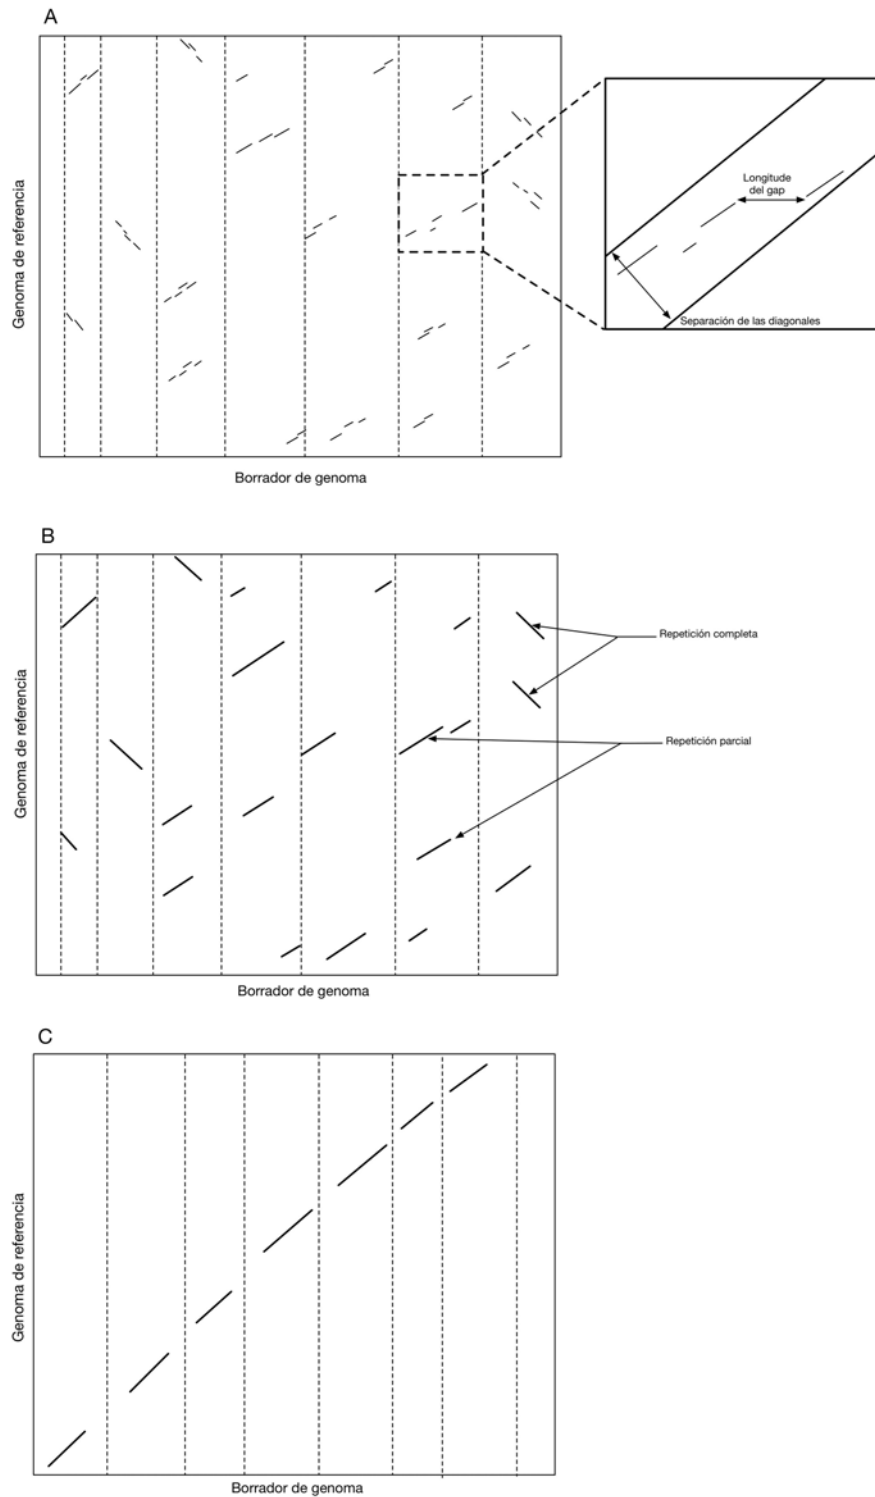 A
Genoma de referencia
Longitude
del gap
Separación de las diagonales
Borrador de genoma
B
Genoma de referencia
Repetición completa
Repetición parcial
Borrador de genoma
C
Genoma de referencia
Borrador de genoma